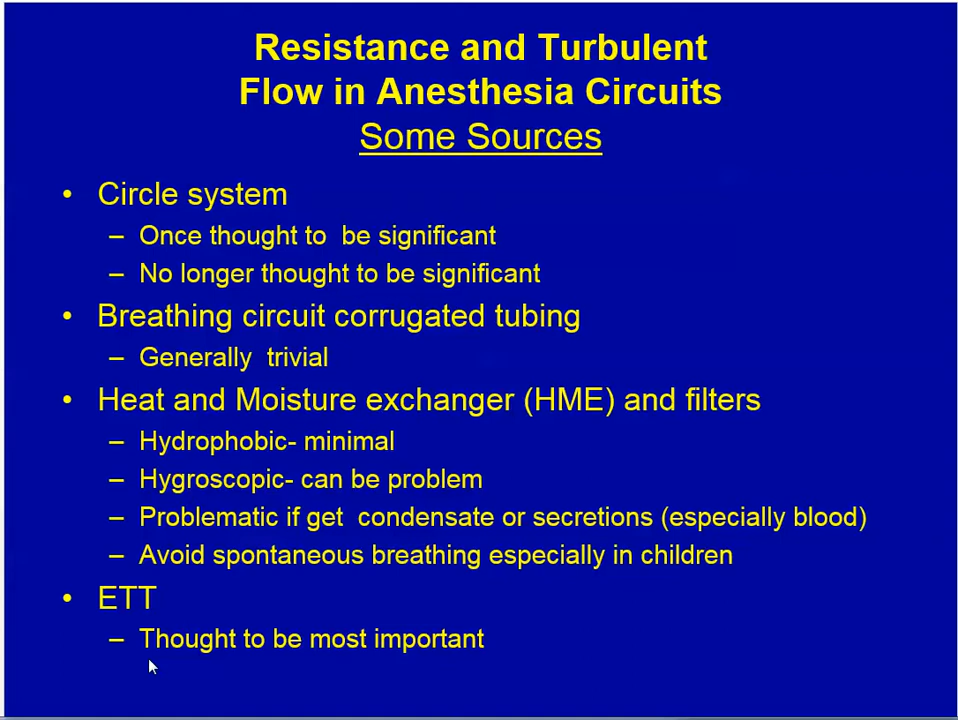 Resistance and Turbulent
Flow in Anesthesia Circuits
Some Sources
• Circle system
– Once thought to  be significant
– No longer thought to be significant
• Breathing circuit corrugated tubing
– Generally  trivial
• Heat and Moisture exchanger (HME) and filters
– Hydrophobic- minimal
– Hygroscopic- can be problem
– Problematic if get  condensate or secretions (especially blood)
– Avoid spontaneous breathing especially in children
• ETT
– Thought to be most important